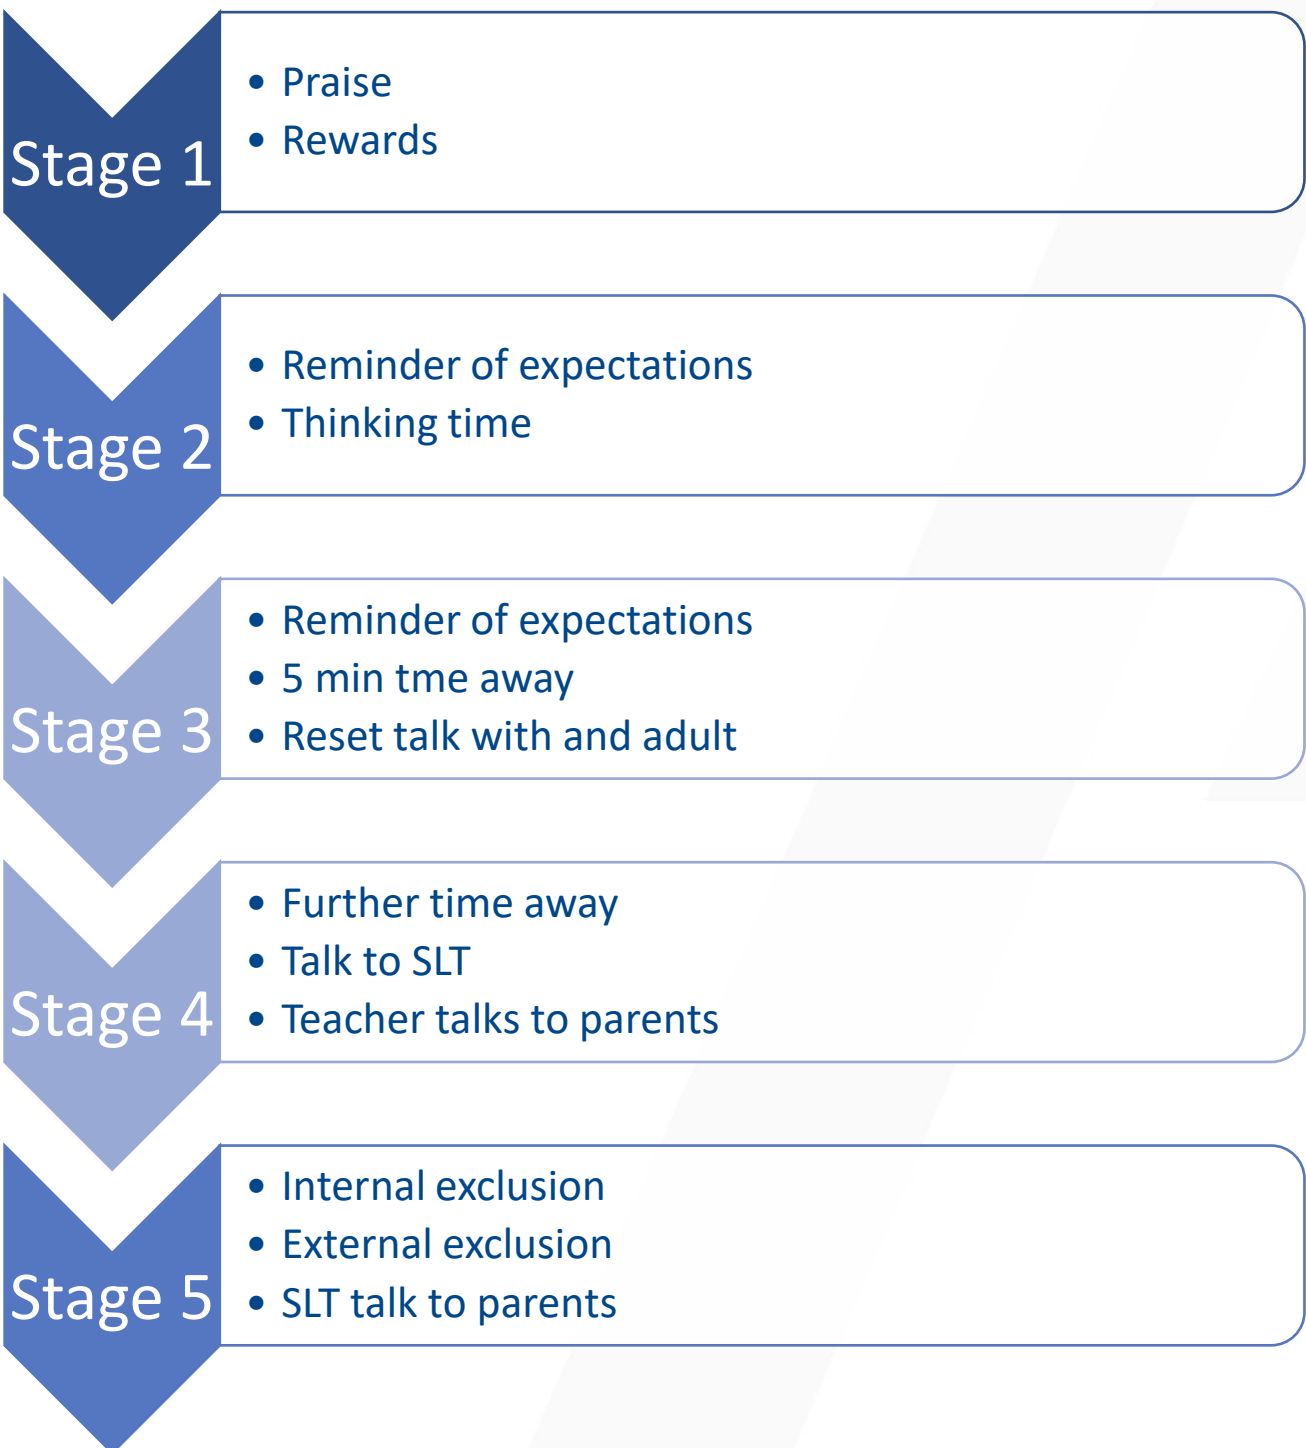 Stage 1
• Praise
• Rewards
Stage 2
• Reminder of expectations
• Thinking time
Stage 3
• Reminder of expectations
• 5 min tme away
• Reset talk with and adult
Stage 4
• Further time away
• Talk to SLT
• Teacher talks to parents
Stage 5
• Internal exclusion
• External exclusion
• SLT talk to parents